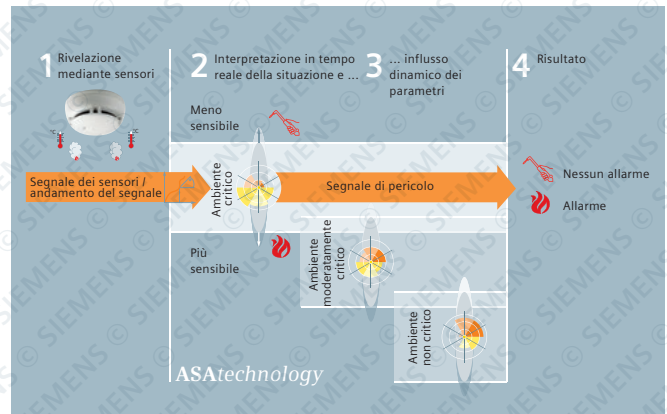 1 Rivelazione
mediante sensori
2 Interpretazione in tempo
reale della situazione e ...
3 ... influsso
dinamico dei
parametri
4 Risultato
Meno
sensibile
Segnale dei sensori /
andamento del segnale
Ambiente
critico
Segnale di pericolo
Nessun allarme
Allarme
Più
sensibile
Ambiente
moderatamente
critico
Ambiente
non critico
ASAtechnology
SIEMENS ©